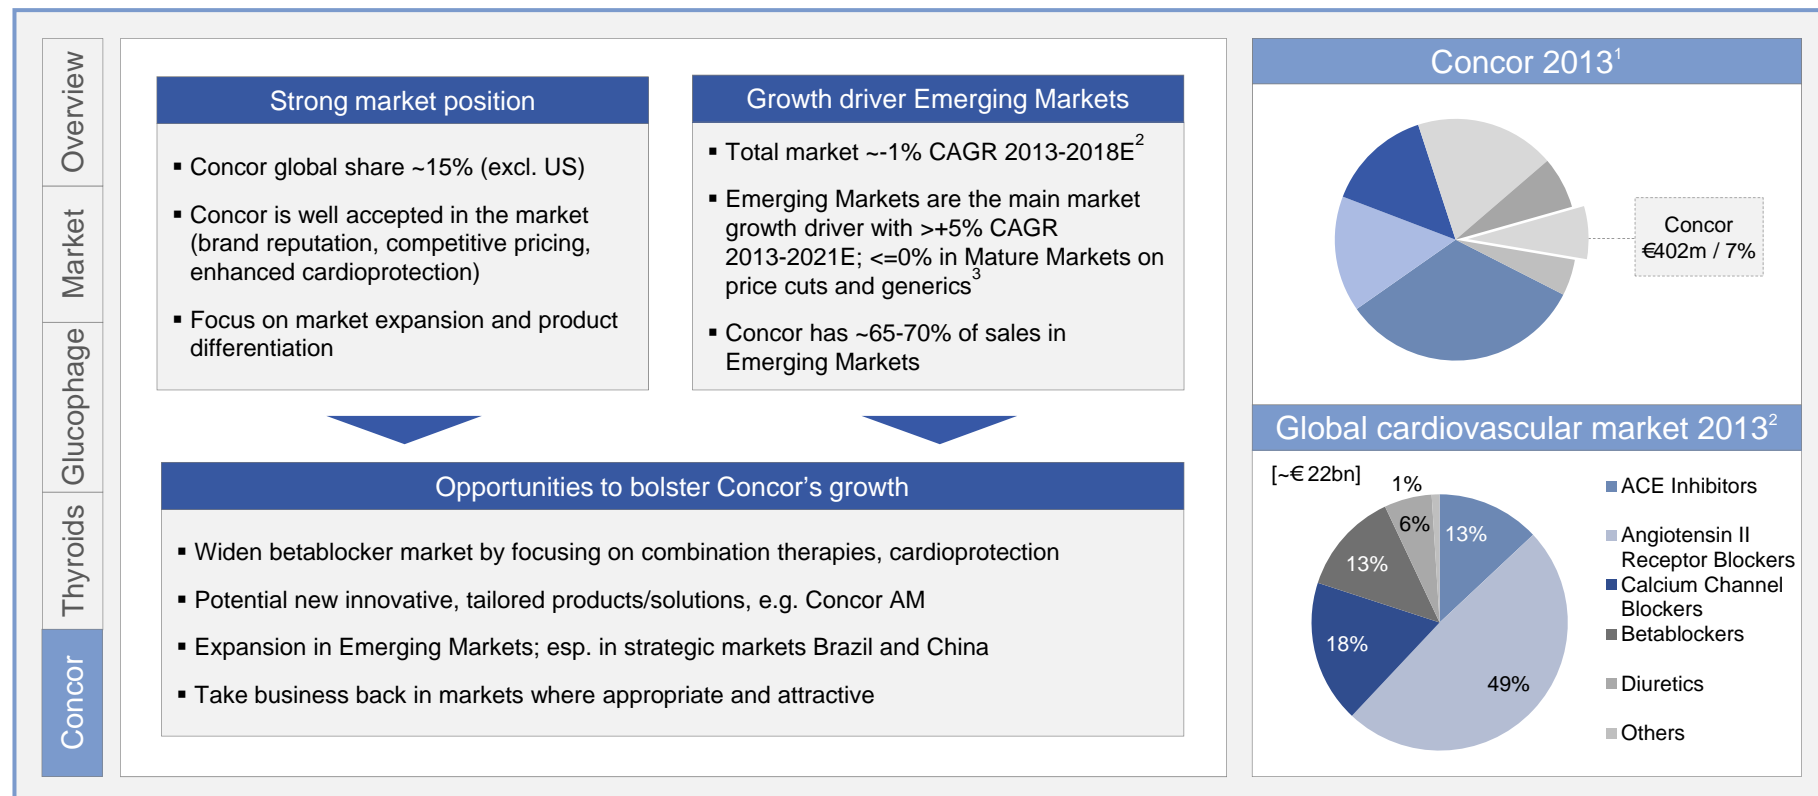 Overview
Market
Glucophage
Thyroids
Concor
Strong market position
▪ Concor global share ~15% (excl. US)
▪ Concor is well accepted in the market
(brand reputation, competitive pricing,
enhanced cardioprotection)
▪ Focus on market expansion and product
differentiation
Growth driver Emerging Markets
▪ Total market ~-1% CAGR 2013-2018E2
▪ Emerging Markets are the main market
growth driver with >+5% CAGR
2013-2021E; <=0% in Mature Markets on
price cuts and generics3
▪ Concor has ~65-70% of sales in
Emerging Markets
Opportunities to bolster Concor’s growth
▪ Widen betablocker market by focusing on combination therapies, cardioprotection
▪ Potential new innovative, tailored products/solutions, e.g. Concor AM
▪ Expansion in Emerging Markets; esp. in strategic markets Brazil and China
▪ Take business back in markets where appropriate and attractive
Concor 20131
Concor
€402m / 7%
Global cardiovascular market 20132
[~€ 22bn]
1%
6%
13%
13%
18%
49%
ACE Inhibitors
Angiotensin II
Receptor Blockers
Calcium Channel
Blockers
Betablockers
Diuretics
Others